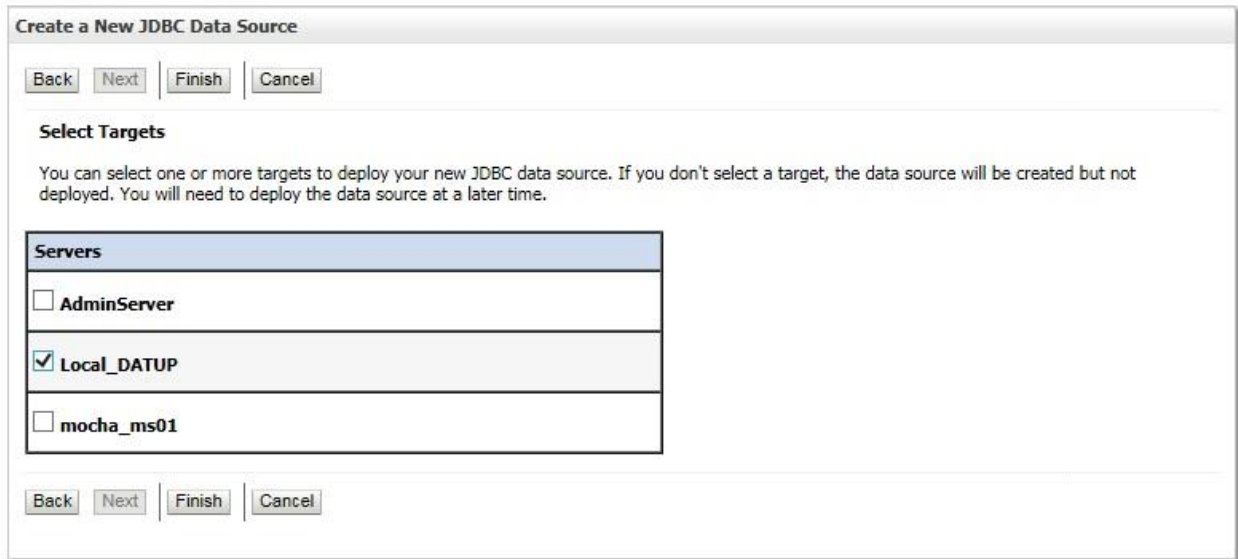 Create a New JDBC Data Source
Back Next Finish Cancel
Select Targets
You can select one or more targets to deploy your new JDBC data source. If you don't select a target, the data source will be created but not
deployed. You will need to deploy the data source at a later time.
Servers
AdminServer
Local_DATUP
mocha_ms01
Back Next Finish Cancel